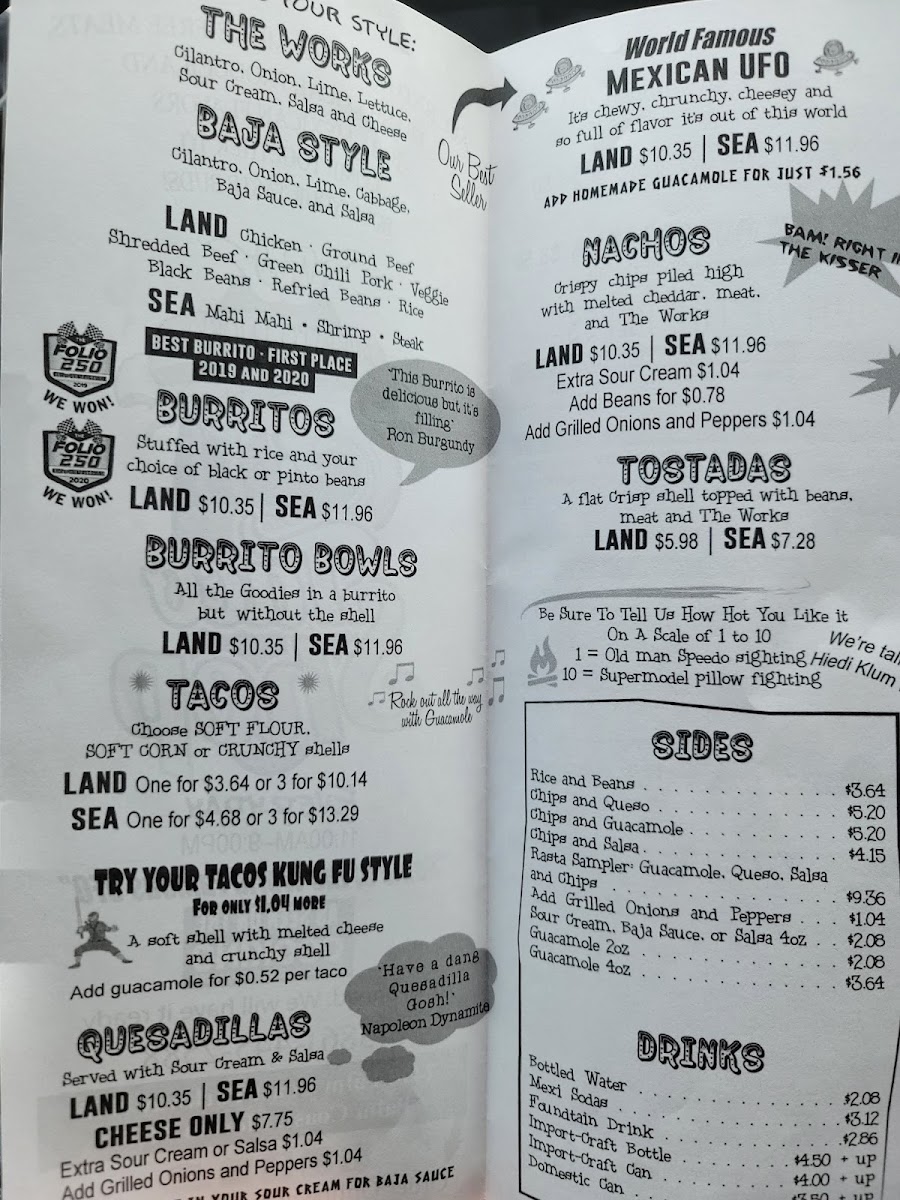 YOUR STYLE:
THE WORKS
Cilantro, Onion, Lime, Lettuce,
Sour Cream, Salsa and Cheese
BAJA STYLE
Cilantro, Onion, Lime, Cabbage,
Baja Sauce, and Salsa
LAND Chicken · Ground Beef
Shredded Beef · Green Chili Pork · Veggie
Black Beans · Refried Beans · Rice
SEA Mahi Mahi · Shrimp · Steak
BEST BURRITO · FIRST PLACE
2019 AND 2020
FOLIO
250
2019
WE WON!
FOLIO
250
2020
WE WON!
BURRITOS
Stuffed with rice and your
choice of black or pinto beans
LAND $10.35 | SEA $11.96
"This Burrito is
delicious but it's
filling"
Ron Burgundy
BURRITO BOWLS
All the Goodies in a burrito
but without the shell
LAND $10.35 | SEA $11.96
TACOS
Choose SOFT FLOUR,
SOFT CORN or CRUNCHY shells
LAND One for $3.64 or 3 for $10.14
SEA One for $4.68 or 3 for $13.29
Rock out all the way
with Guacamole
TRY YOUR TACOS KUNG FU STYLE
FOR ONLY $1.04 MORE
A soft shell with melted cheese
and crunchy shell
Add guacamole for $0.52 per taco
"Have a dang
Quesadilla
Gosh!"
Napoleon Dynamite
QUESADILLAS
Served with Sour Cream & Salsa
LAND $10.35 | SEA $11.96
CHEESE ONLY $7.75
Extra Sour Cream or Salsa $1.04
Add Grilled Onions and Peppers $1.04
IN YOUR SOUR CREAM FOR BAJA SAUCE
Our Best
Seller
World Famous
MEXICAN UFO
It's chewy, chrunchy, cheesey and
so full of flavor it's out of this world
LAND $10.35 | SEA $11.96
ADD HOMEMADE GUACAMOLE FOR JUST $1.56
BAM! RIGHT I
THE KISSER
NACHOS
Crispy chips piled high
with melted cheddar, meat,
and The Works
LAND $10.35 | SEA $11.96
Extra Sour Cream $1.04
Add Beans for $0.78
Add Grilled Onions and Peppers $1.04
TOSTADAS
A flat Crisp shell topped with beans,
meat and The Works
LAND $5.98 | SEA $7.28
Be Sure To Tell Us How Hot You Like it
On A Scale of 1 to 10
1 = Old man Speedo sighting
10 = Supermodel pillow fighting
We're tal
Hiedi Klum
SIDES
Rice and Beans . . . . . . . . . . . . . $3.64
Chips and Queso . . . . . . . . . . . . $5.20
Chips and Guacamole . . . . . . . . . . $5.20
Chips and Salsa . . . . . . . . . . . . . $4.15
Rasta Sampler: Guacamole, Queso, Salsa
and Chips . . . . . . . . . . . . . . $9.36
Add Grilled Onions and Peppers . . . $1.04
Sour Cream, Baja Sauce, or Salsa 4oz . . $2.08
Guacamole 2oz . . . . . . . . . . . . . $2.08
Guacamole 4oz . . . . . . . . . . . . . $3.64
DRINKS
Bottled Water . . . . . . . . . . . . . $2.08
Mexi Sodas . . . . . . . . . . . . . . $3.12
Foundtain Drink . . . . . . . . . . . . $2.86
Import-Craft Bottle . . . . . . . . $4.50 + up
Import-Craft Can . . . . . . . . . $4.00 + up
Domestic Can . . . . . . . . . . . $3.50 + up